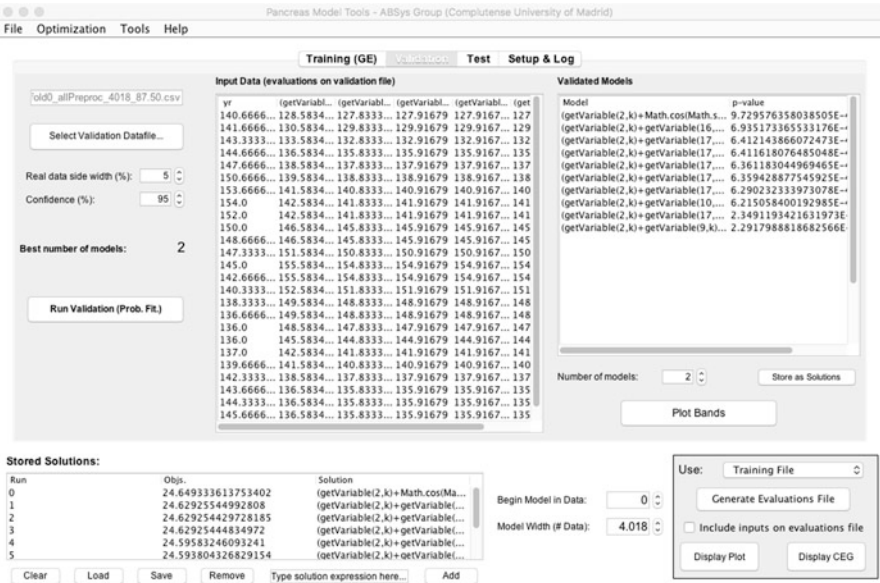 Pancreas Model Tools - ABSys Group (Complutense University of Madrid)
File Optimization Tools Help
Training (GE) Validation Test Setup & Log
Input Data (evaluations on validation file)
Validated Models
'old0_allPreproc_4018_87.50.csv
Select Validation Datafile...
Real data side width (%): 5
Confidence (%): 95
Best number of models: 2
Run Validation (Prob. Fit.)
yr (getVariabl... (getVariabl... (getVariabl... (getVariabl... (get
140.6666... 128.5834... 127.8333... 127.91679 127.9167... 127
141.6666... 130.5834... 129.8333... 129.91679 129.9167... 129
143.3333... 133.5834... 132.8333... 132.91679 132.9167... 132
144.6666... 136.5834... 135.8333... 135.91679 135.9167... 135
147.6666... 138.5834... 137.8333... 137.91679 137.9167... 137
150.6666... 139.5834... 138.8333... 138.91679 138.9167... 138
153.6666... 141.5834... 140.8333... 140.91679 140.9167... 140
154.0 142.5834... 141.8333... 141.91679 141.9167... 141
152.0 142.5834... 141.8333... 141.91679 141.9167... 141
150.0 146.5834... 145.8333... 145.91679 145.9167... 145
148.6666... 146.5834... 145.8333... 145.91679 145.9167... 145
147.3333... 151.5834... 150.8333... 150.91679 150.9167... 150
145.0 155.5834... 154.8333... 154.91679 154.9167... 154
142.6666... 155.5834... 154.8333... 154.91679 154.9167... 154
140.3333... 152.5834... 151.8333... 151.91679 151.9167... 151
138.3333... 149.5834... 148.8333... 148.91679 148.9167... 148
136.6666... 149.5834... 148.8333... 148.91679 148.9167... 148
136.0 148.5834... 147.8333... 147.91679 147.9167... 147
136.0 145.5834... 144.8333... 144.91679 144.9167... 144
137.0 142.5834... 141.8333... 141.91679 141.9167... 141
139.6666... 141.5834... 140.8333... 140.91679 140.9167... 140
142.3333... 138.5834... 137.8333... 137.91679 137.9167... 137
143.6666... 136.5834... 135.8333... 135.91679 135.9167... 135
144.3333... 136.5834... 135.8333... 135.91679 135.9167... 135
145.6666... 136.5834... 135.8333... 135.91679 135.9167... 135
Model p-value
(getVariable(2,k)+Math.cos(Math.s... 9.729576358038505E-
(getVariable(2,k)+getVariable(16,... 6.935173365533176E-
(getVariable(2,k)+getVariable(17,... 6.412143866072473E-
(getVariable(2,k)+getVariable(17,... 6.411618076485048E-
(getVariable(2,k)+getVariable(17,... 6.361183044969465E-
(getVariable(2,k)+getVariable(17,... 6.359428877545925E-
(getVariable(2,k)+getVariable(17,... 6.290232333973078E-
(getVariable(2,k)+getVariable(10,... 6.215058400192985E-
(getVariable(2,k)+getVariable(17,... 2.3491193421631973E
(getVariable(2,k)+getVariable(9,k)... 2.2917988818682566E
Number of models: 2 Store as Solutions
Plot Bands
Stored Solutions:
Run Objs. Solution
0 24.649333613753402 (getVariable(2,k)+Math.cos(Ma...
1 24.62925544992808 (getVariable(2,k)+getVariable(...
2 24.62925429728185 (getVariable(2,k)+getVariable(...
3 24.62925444834972 (getVariable(2,k)+getVariable(...
4 24.59583246093241 (getVariable(2,k)+getVariable(...
5 24.593804326829154 (getVariable(2,k)+getVariable(...
Clear Load Save Remove Type solution expression here... Add
Begin Model in Data: 0
Model Width (# Data): 4.018
Use: Training File
Generate Evaluations File
Include inputs on evaluations file
Display Plot Display CEG